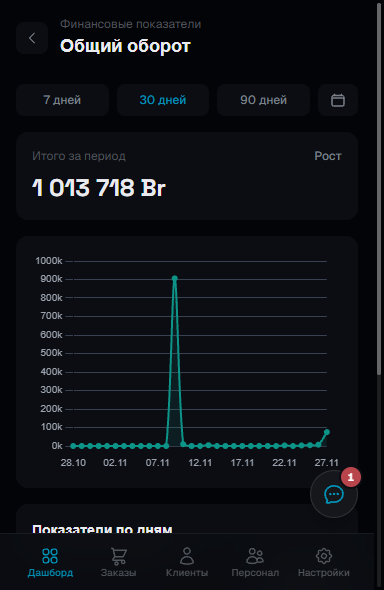 Финансовые показатели
Общий оборот
7 дней
30 дней
90 дней
Итого за период
Рост
1 013 718 Br
1000k
900k
800k
700k
600k
500k
400k
300k
200k
100k
0k
28.10
02.11
07.11
12.11
17.11
22.11
27.11
1
Показатели по дням
Дашборд
Заказы
Клиенты
Персонал
Настройки